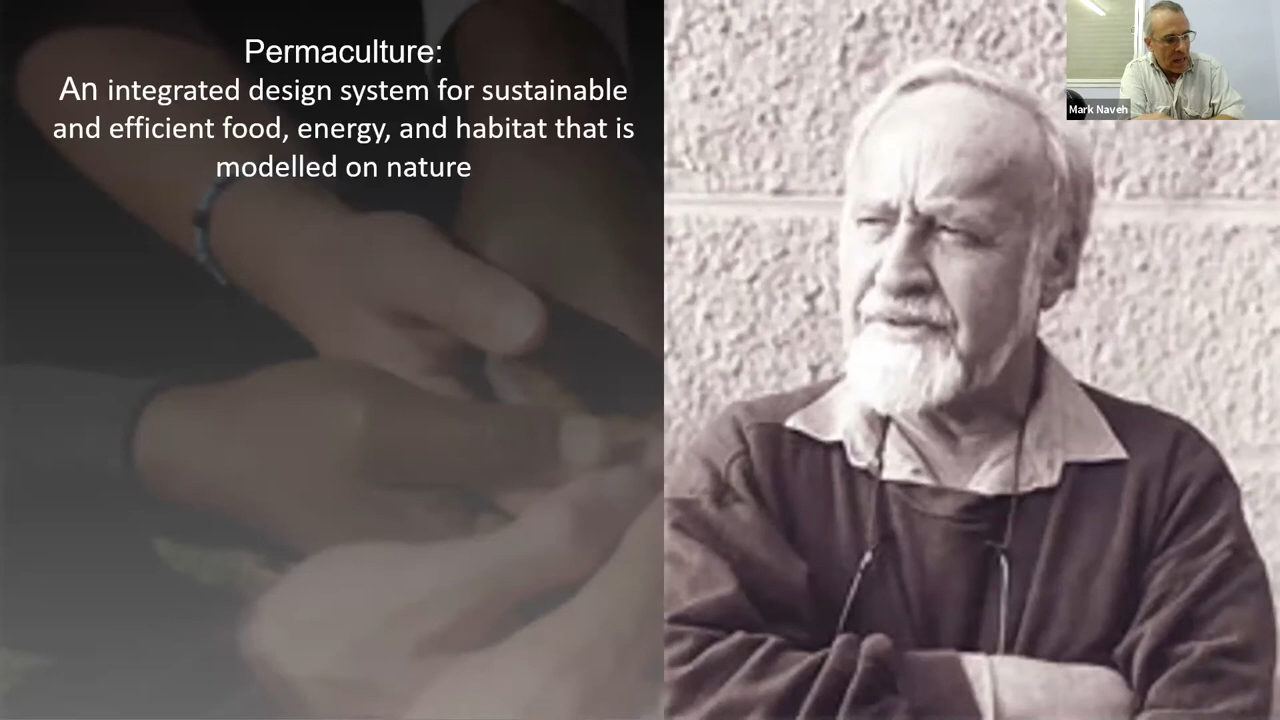 Permaculture:
An integrated design system for sustainable
and efficient food, energy, and habitat that is
modelled on nature
Mark Naveh